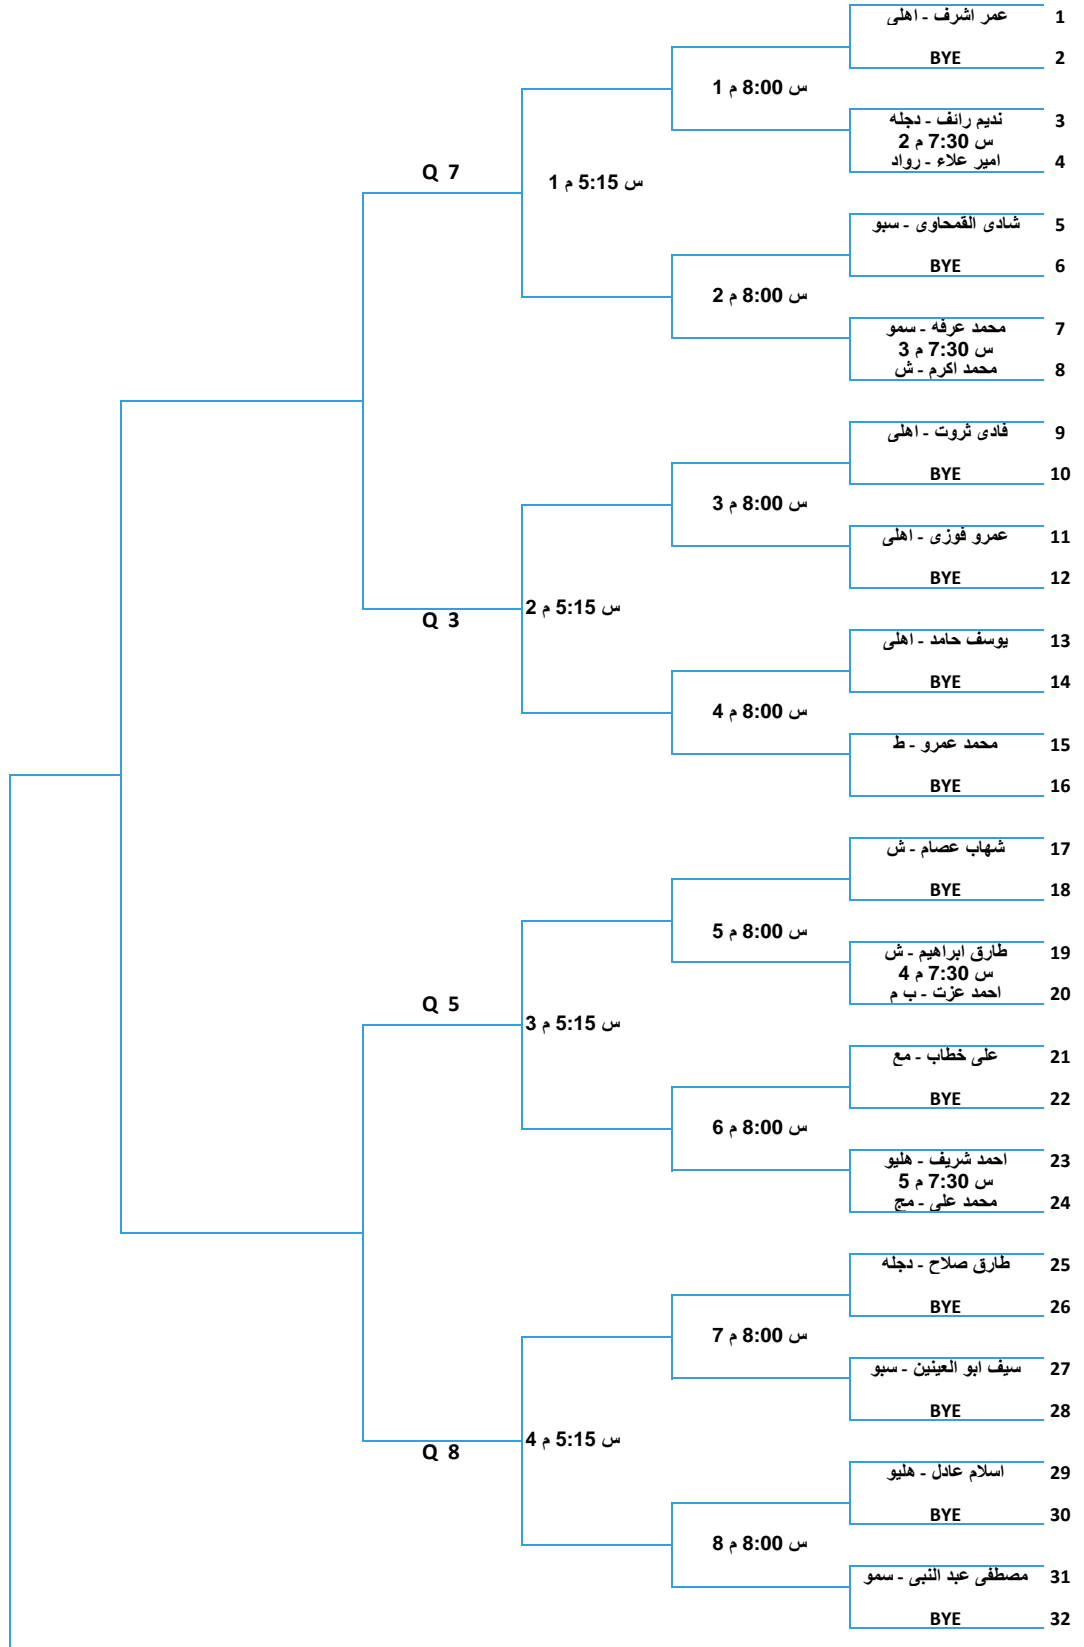 عمر اشرف - اهلى 1
BYE 2
س 8:00 م 1
نديم رائف - دجله 3
س 7:30 م 2
امير علاء - رواد 4
Q 7
س 5:15 م 1
شادى القمحاوى - سبو 5
BYE 6
س 8:00 م 2
محمد عرفه - سمو 7
س 7:30 م 3
محمد اكرم - ش 8
فادى ثروت - اهلى 9
BYE 10
س 8:00 م 3
عمرو فوزى - اهلى 11
BYE 12
س 5:15 م 2
Q 3
يوسف حامد - اهلى 13
BYE 14
س 8:00 م 4
محمد عمرو - ط 15
BYE 16
شهاب عصام - ش 17
BYE 18
س 8:00 م 5
طارق ابراهيم - ش 19
س 7:30 م 4
احمد عزت - ب م 20
Q 5
س 5:15 م 3
على خطاب - مع 21
BYE 22
س 8:00 م 6
احمد شريف - هليو 23
س 7:30 م 5
محمد على - مج 24
طارق صلاح - دجله 25
BYE 26
س 8:00 م 7
سيف ابو العينين - سبو 27
BYE 28
س 5:15 م 4
Q 8
اسلام عادل - هليو 29
BYE 30
س 8:00 م 8
مصطفى عبد النبى - سمو 31
BYE 32